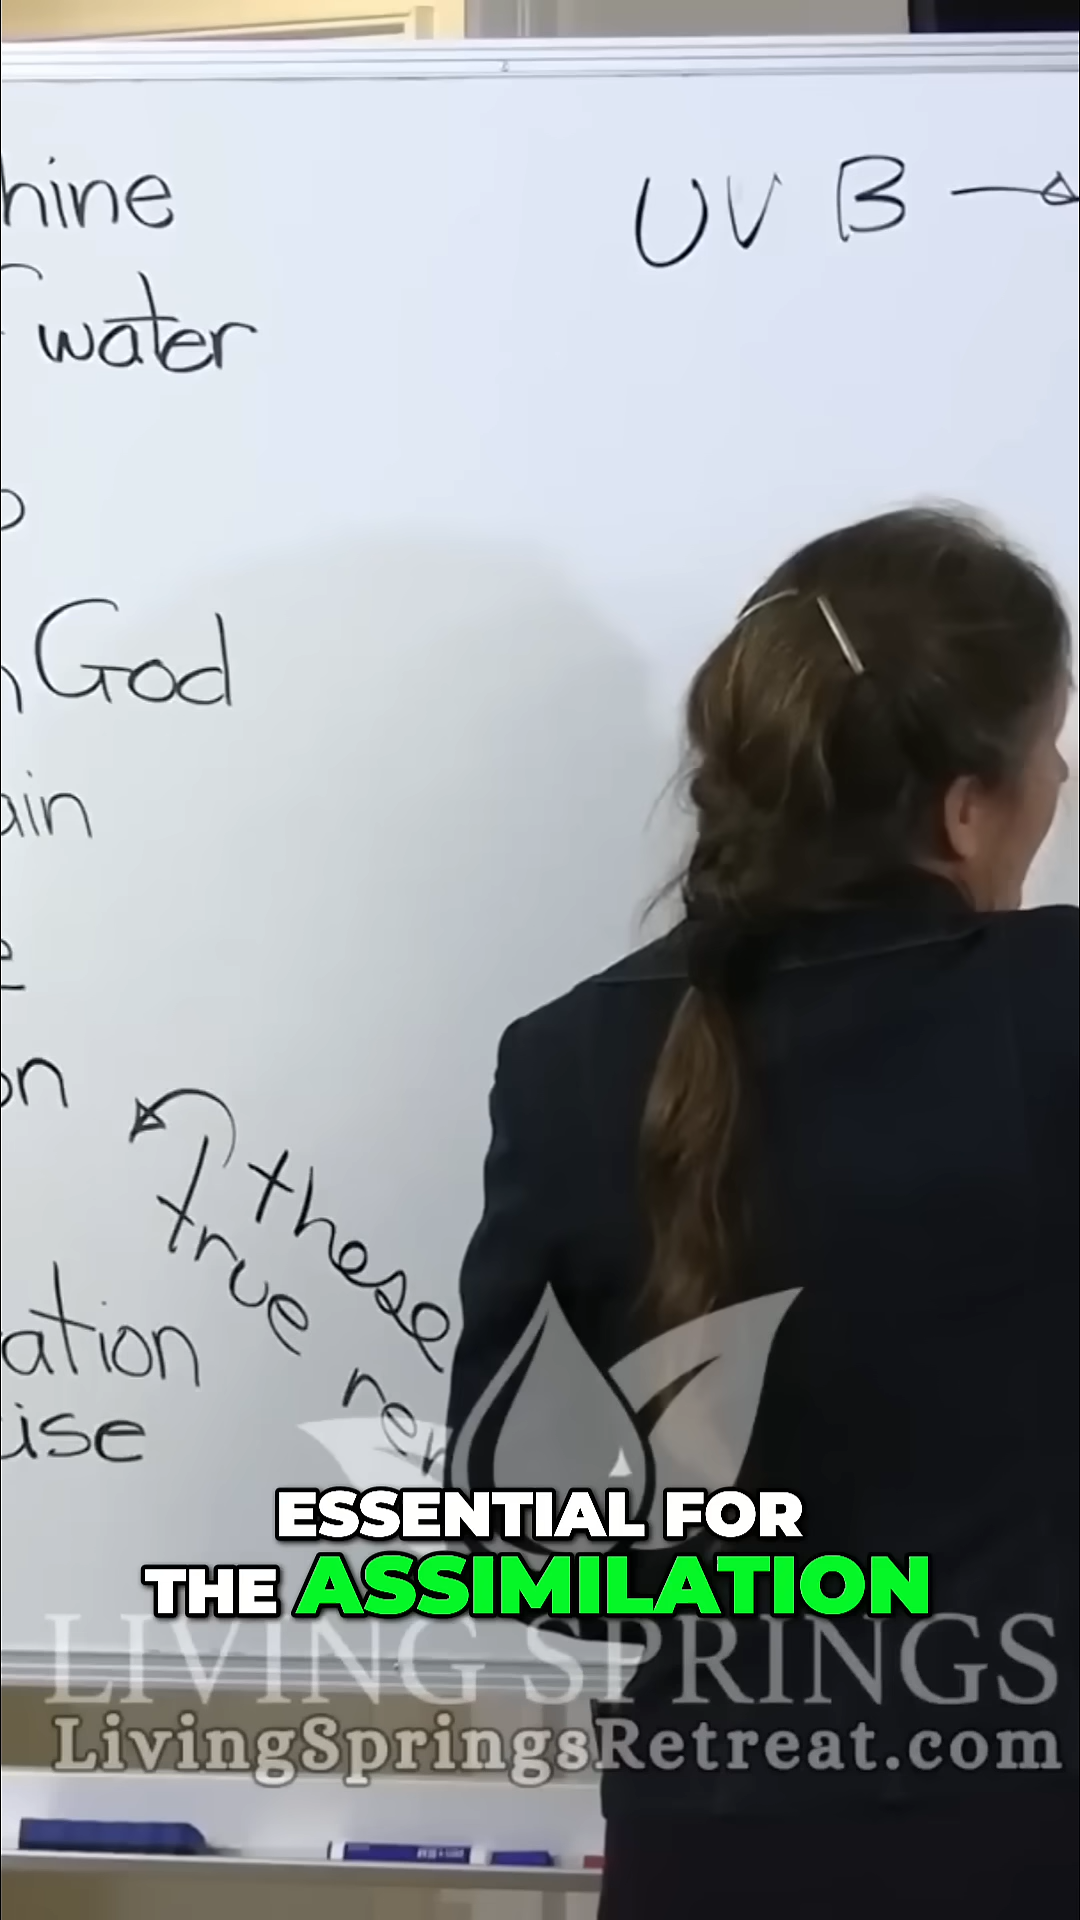 hine
UV B
water
God
ain
on
these
true
ation
ise
ESSENTIAL FOR
THE ASSIMILATION
LIVING SPRINGS
LivingSpringsRetreat.com